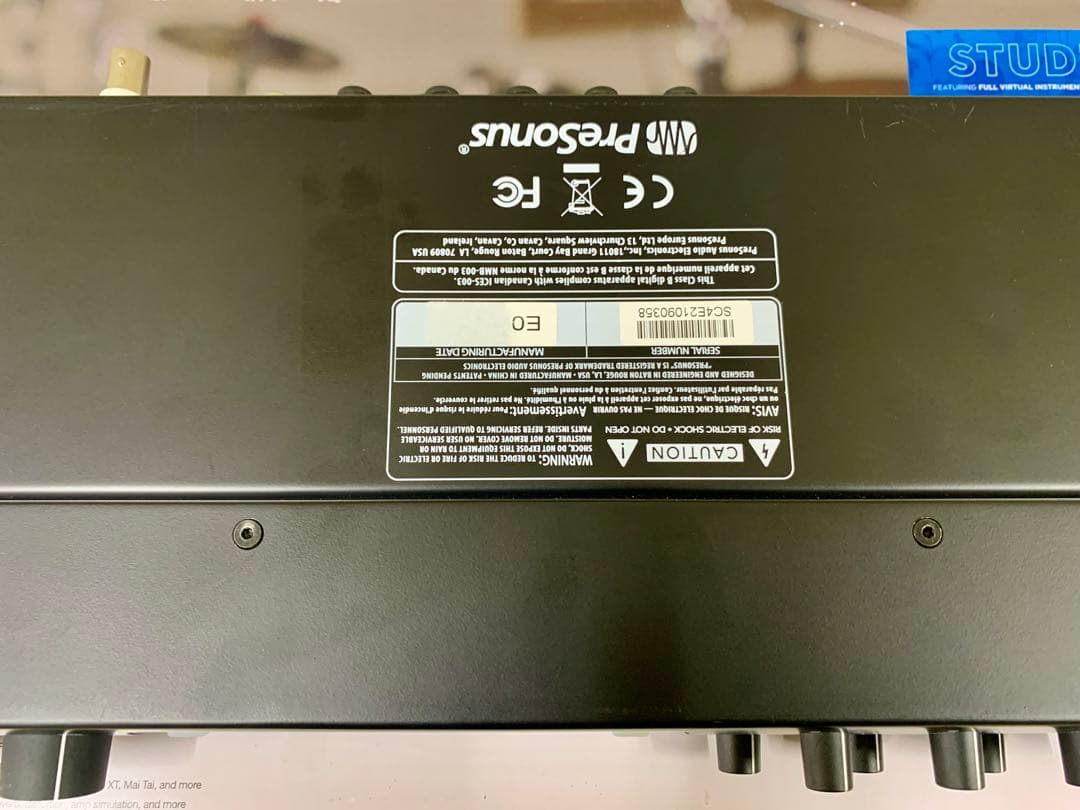 STUD
FEATURING FULL VIRTUAL INSTRUMEN
WARNING: TO REDUCE THE RISK OF FIRE OR ELECTRIC
SHOCK, DO NOT EXPOSE THIS EQUIPMENT TO RAIN OR
MOISTURE. DO NOT REMOVE COVER. NO USER SERVICEABLE
PARTS INSIDE. REFER SERVICING TO QUALIFIED PERSONNEL.
CAUTION
RISK OF ELECTRIC SHOCK • DO NOT OPEN
AVIS: RISQUE DE CHOC ELECTRIQUE — NE PAS OUVRIR Avertissement: Pour réduire le risque d'incendie
ou un choc électrique, ne pas exposer cet appareil à la pluie ou à l'humidité. Ne pas retirer le couvercle.
Pas réparable par l'utilisateur. Confiez l'entretien à du personnel qualifié.
DESIGNED AND ENGINEERED IN BATON ROUGE, LA, USA • MANUFACTURED IN CHINA • PATENTS PENDING
"PRESONUS" IS A REGISTERED TRADEMARK OF PRESONUS AUDIO ELECTRONICS
SERIAL NUMBER
MANUFACTURING DATE
SC4E21090358
EO
This Class B digital apparatus complies with Canadian ICES-003.
Cet appareil numerique de la classe B est conforme à la norme NMB-003 du Canada.
PreSonus Audio Electronics, Inc., 18011 Grand Bay Court, Baton, Rouge, LA 70809 USA
PreSonus Europe Ltd, 13 Churchview Square, Cavan, Co, Cavan, Ireland
CE
FC
PreSonus®
XT, Mai Tai, and more
simulation, and more